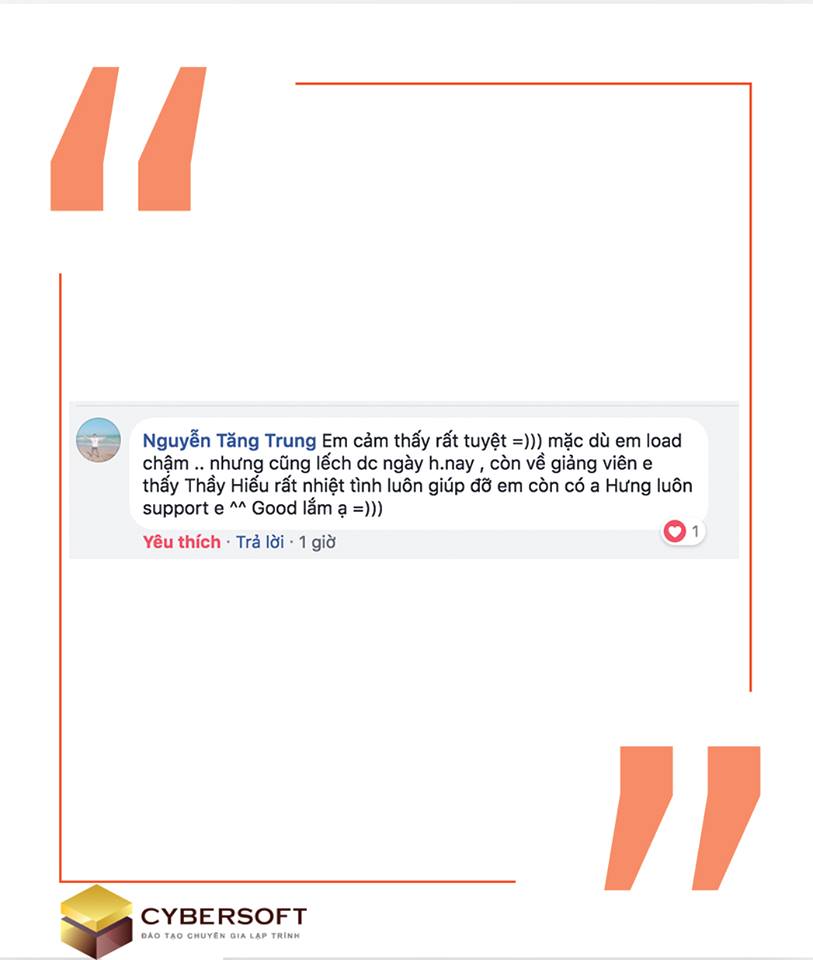 Nguyễn Tăng Trung Em cảm thấy rất tuyệt =))) mặc dù em load
chậm .. nhưng cũng lếch dc ngày h.nay , còn về giảng viên e
thấy Thầy Hiếu rất nhiệt tình luôn giúp đỡ em còn có a Hưng luôn
support e ^^ Good lắm ạ =)))
Yêu thích · Trả lời · 1 giờ
1
CYBERSOFT
ĐÀO TẠO CHUYÊN GIA LẬP TRÌNH